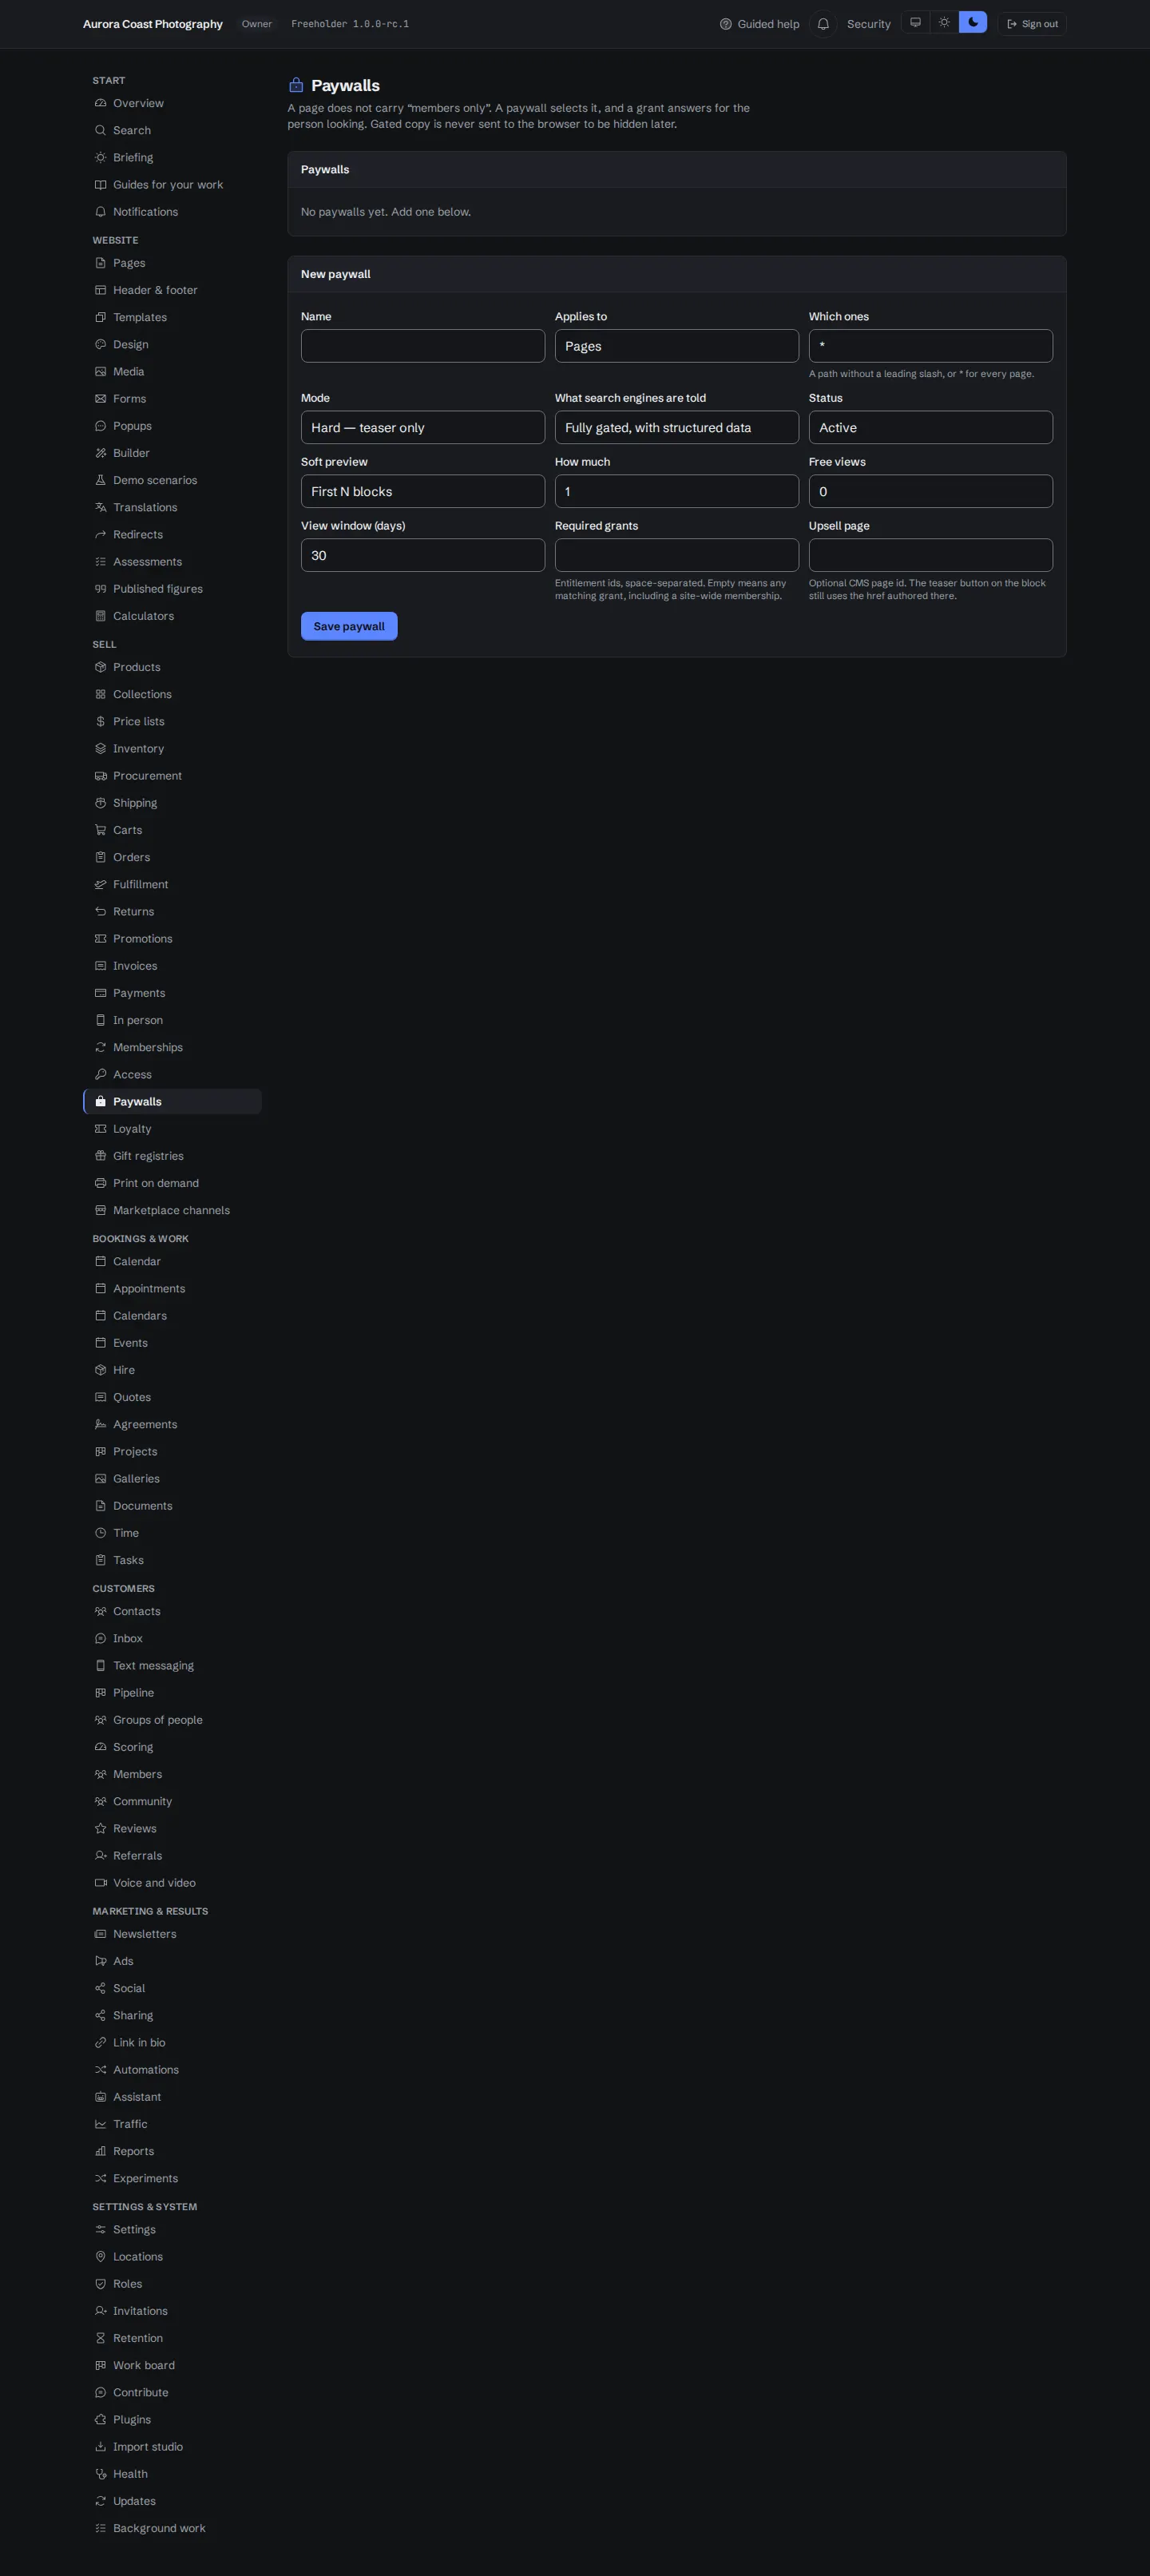 Aurora Coast Photography Owner Freeholder 1.0.0-rc.1 Guided help Security Sign out
START
Overview
Search
Briefing
Guides for your work
Notifications
WEBSITE
Pages
Header & footer
Templates
Design
Media
Forms
Popups
Builder
Demo scenarios
Translations
Redirects
Assessments
Published figures
Calculators
SELL
Products
Collections
Price lists
Inventory
Procurement
Shipping
Carts
Orders
Fulfillment
Returns
Promotions
Invoices
Payments
In person
Memberships
Access
Paywalls
Loyalty
Gift registries
Print on demand
Marketplace channels
BOOKINGS & WORK
Calendar
Appointments
Calendars
Events
Hire
Quotes
Agreements
Projects
Galleries
Documents
Time
Tasks
CUSTOMERS
Contacts
Inbox
Text messaging
Pipeline
Groups of people
Scoring
Members
Community
Reviews
Referrals
Voice and video
MARKETING & RESULTS
Newsletters
Ads
Social
Sharing
Link in bio
Automations
Assistant
Traffic
Reports
Experiments
SETTINGS & SYSTEM
Settings
Locations
Roles
Invitations
Retention
Work board
Contribute
Plugins
Import studio
Health
Updates
Background work
Paywalls
A page does not carry “members only”. A paywall selects it, and a grant answers for the
person looking. Gated copy is never sent to the browser to be hidden later.
Paywalls
No paywalls yet. Add one below.
New paywall
Name Applies to Which ones
Pages *
A path without a leading slash, or * for every page.
Mode What search engines are told Status
Hard — teaser only Fully gated, with structured data Active
Soft preview How much Free views
First N blocks 1 0
View window (days) Required grants Upsell page
30
Entitlement ids, space-separated. Empty means any Optional CMS page id. The teaser button on the block
matching grant, including a site-wide membership. still uses the href authored there.
Save paywall